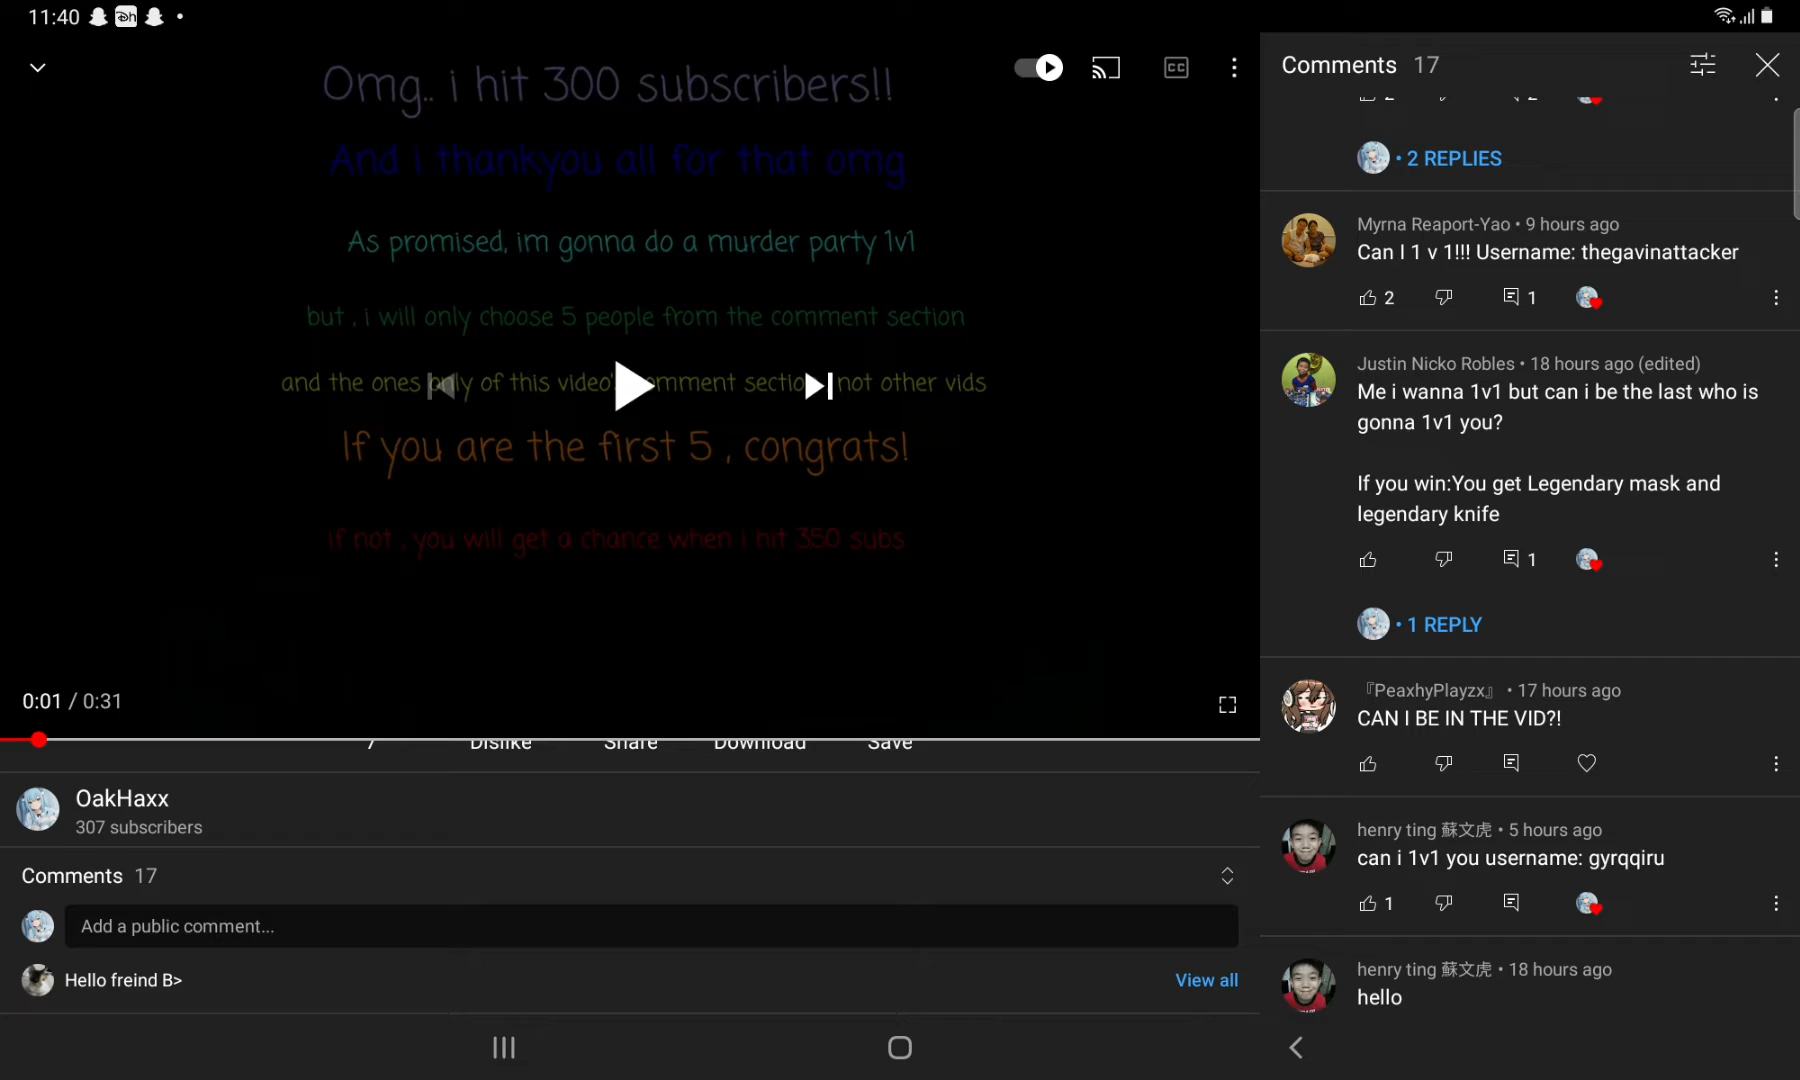 11:40
Omg.. i hit 300 subscribers!!
And i thankyou all for that omg
As promised, im gonna do a murder party 1v1
but , i will only choose 5 people from the comment section
and the ones only of this video's comment section not other vids
If you are the first 5 , congrats!
if not , you will get a chance when i hit 350 subs
CC
0:01 / 0:31
7 Dislike Share Download Save
OakHaxx
307 subscribers
Comments 17
Add a public comment...
Hello freind B>
View all
Comments 17
2 2
• 2 REPLIES
Myrna Reaport-Yao • 9 hours ago
Can I 1 v 1!!! Username: thegavinattacker
2 1
Justin Nicko Robles • 18 hours ago (edited)
Me i wanna 1v1 but can i be the last who is
gonna 1v1 you?
If you win:You get Legendary mask and
legendary knife
1
• 1 REPLY
『PeaxhyPlayzx』 • 17 hours ago
CAN I BE IN THE VID?!
henry ting 蘇文虎 • 5 hours ago
can i 1v1 you username: gyrqqiru
1
henry ting 蘇文虎 • 18 hours ago
hello